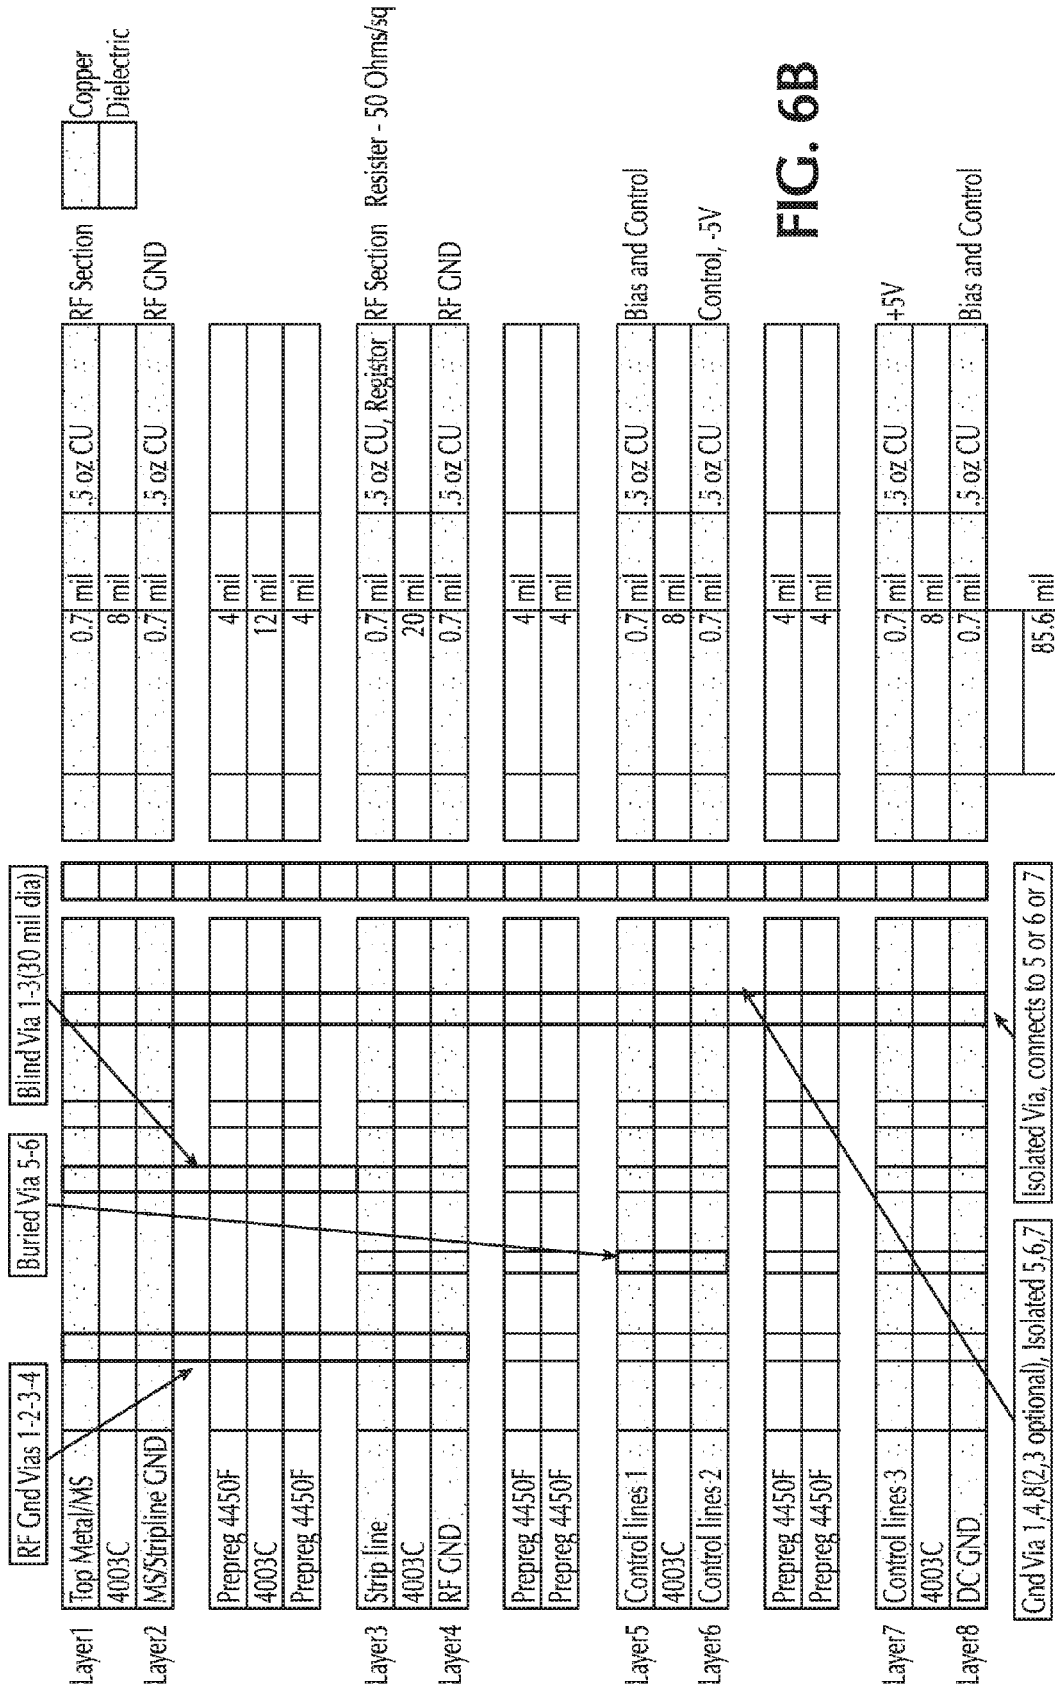 RF Gnd Vias 1-2-3-4
Buried Via 5-6
Blind Via 1-3(30 mil dia)
Copper
Dielectric
Layer1 Top Metal/MS 0.7 mil .5 oz CU RF Section
4003C 8 mil
Layer2 MS/Stripline GND 0.7 mil .5 oz CU RF GND
Prepreg 4450F 4 mil
4003C 12 mil
Prepreg 4450F 4 mil
Layer3 Strip line 0.7 mil .5 oz CU, Registor RF Section Resister - 50 Ohms/sq
4003C 20 mil
Layer4 RF GND 0.7 mil .5 oz CU RF GND
Prepreg 4450F 4 mil
Prepreg 4450F 4 mil
Layer5 Control lines 1 0.7 mil .5 oz CU Bias and Control
4003C 8 mil
Layer6 Control lines 2 0.7 mil .5 oz CU Control, -5V
Prepreg 4450F 4 mil
Prepreg 4450F 4 mil
Layer7 Control lines 3 0.7 mil .5 oz CU +5V
4003C 8 mil
Layer8 DC GND 0.7 mil .5 oz CU Bias and Control
85.6 mil
Gnd Via 1,4,8(2,3 optional), Isolated 5,6,7
Isolated Via, connects to 5 or 6 or 7
FIG. 6B